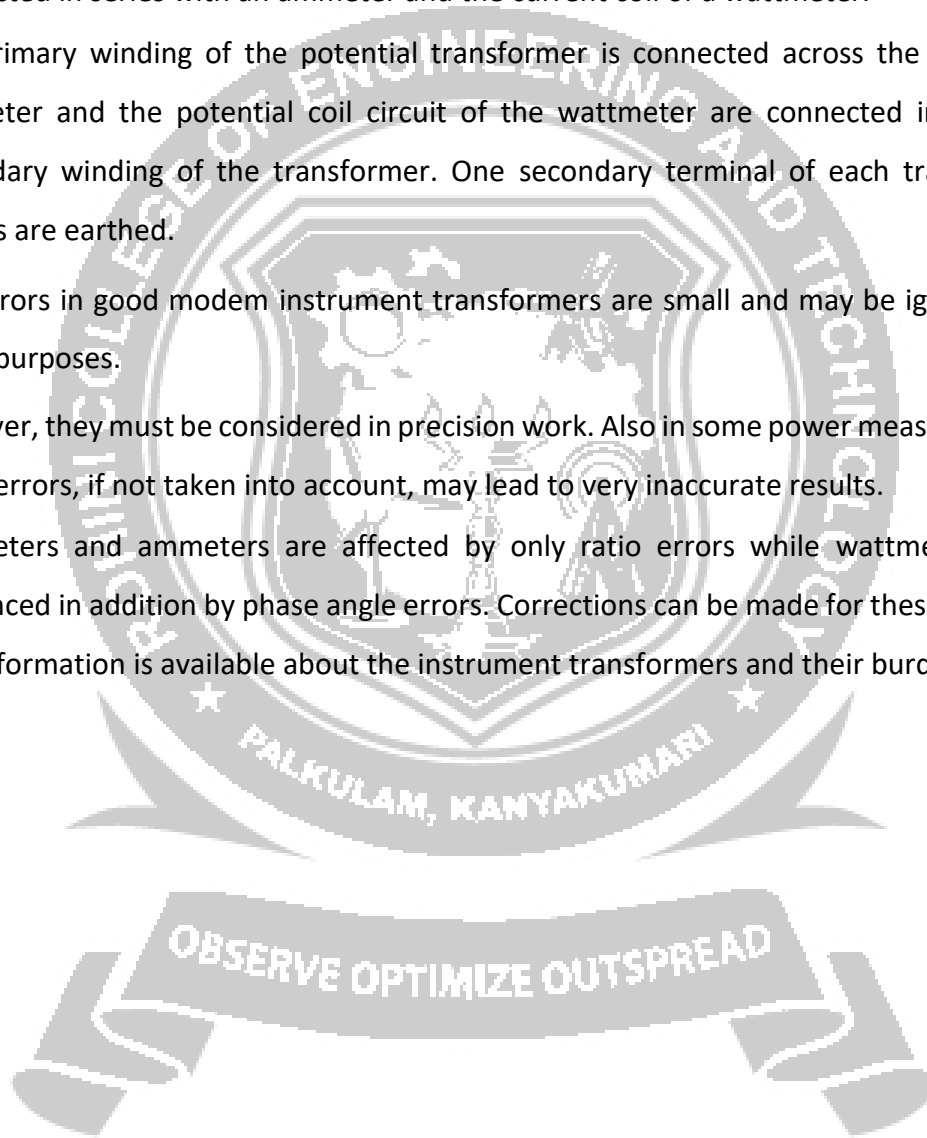 ted in series with an ammeter and the current coil of a wattmeter.
rimary winding of the potential transformer is connected across the
eter and the potential coil circuit of the wattmeter are connected in
dary winding of the transformer. One secondary terminal of each tra
s are earthed.
rors in good modem instrument transformers are small and may be ig
purposes.
ver, they must be considered in precision work. Also in some power meas
errors, if not taken into account, may lead to very inaccurate results.
eters and ammeters are affected by only ratio errors while wattme
nced in addition by phase angle errors. Corrections can be made for thes
formation is available about the instrument transformers and their burd
COLLEGE OF ENGINEERING AND TECHNOLOGY
PALKULAM, KANYAKUMARI
OBSERVE OPTIMIZE OUTSPREAD